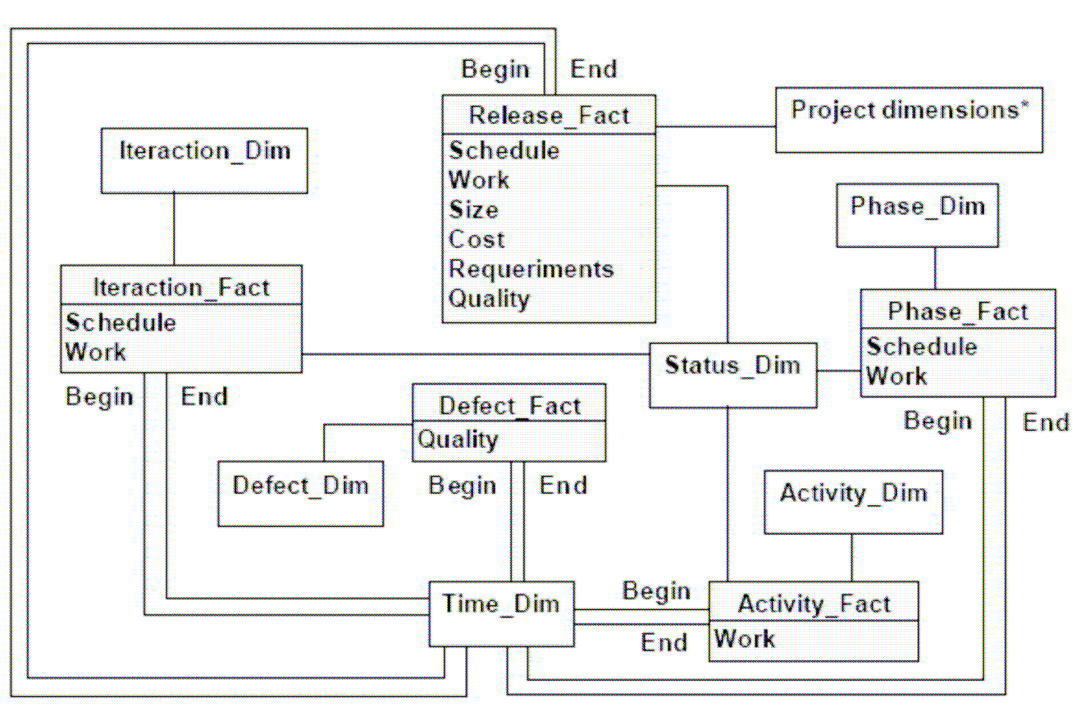 Begin End
Release_Fact
Schedule
Work
Size
Cost
Requeriments
Quality
Project dimensions*
Iteraction_Dim
Phase_Dim
Iteraction_Fact
Schedule
Work
Begin End
Phase_Fact
Schedule
Work
Begin End
Status_Dim
Defect_Fact
Quality
Begin End
Defect_Dim
Activity_Dim
Time_Dim
Begin
End
Activity_Fact
Work